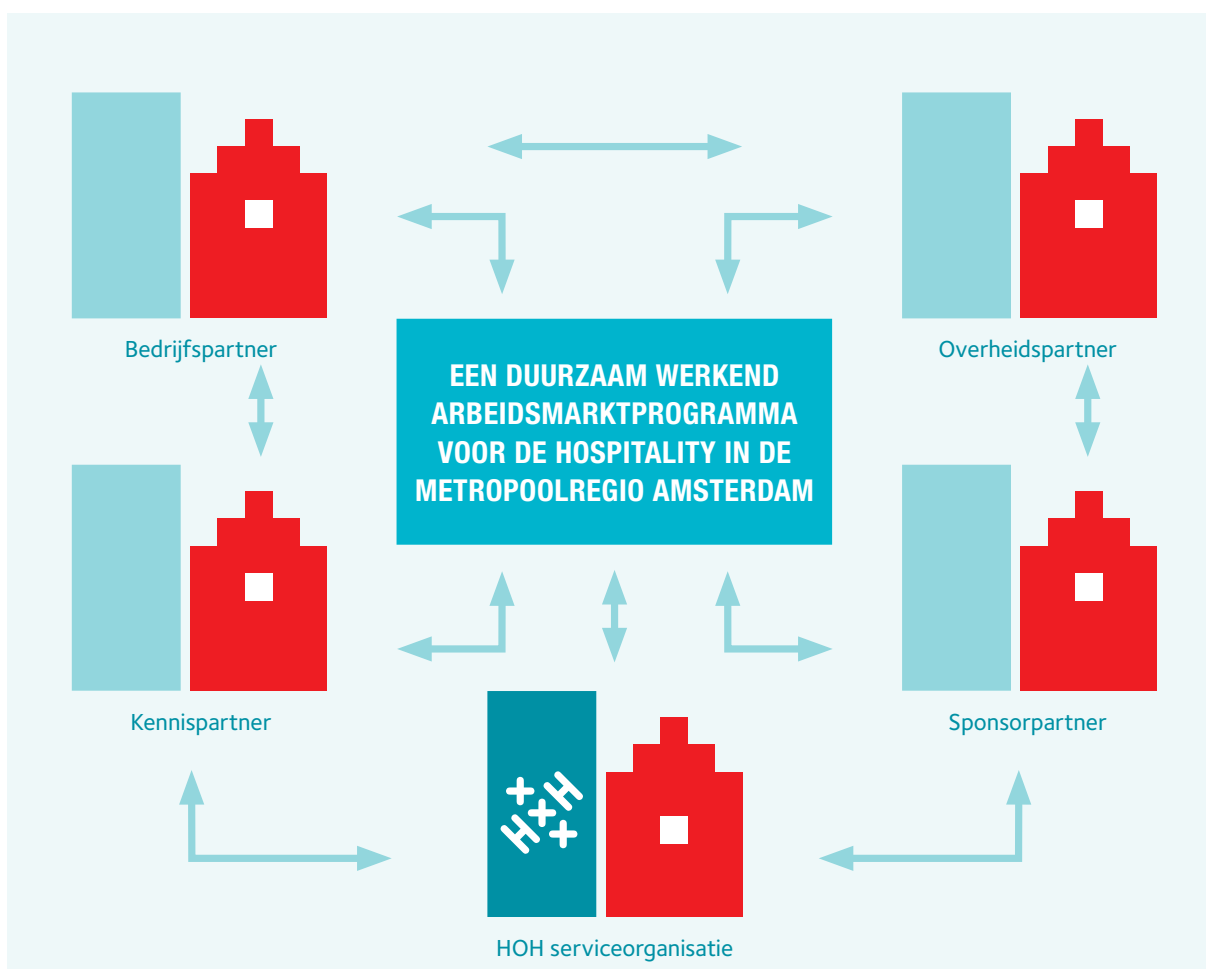 Bedrijfspartner
Overheidspartner
EEN DUURZAAM WERKEND
ARBEIDSMARKTPROGRAMMA
VOOR DE HOSPITALITY IN DE
METROPOOLREGIO AMSTERDAM
Kennispartner
Sponsorpartner
H+H++
HOH serviceorganisatie